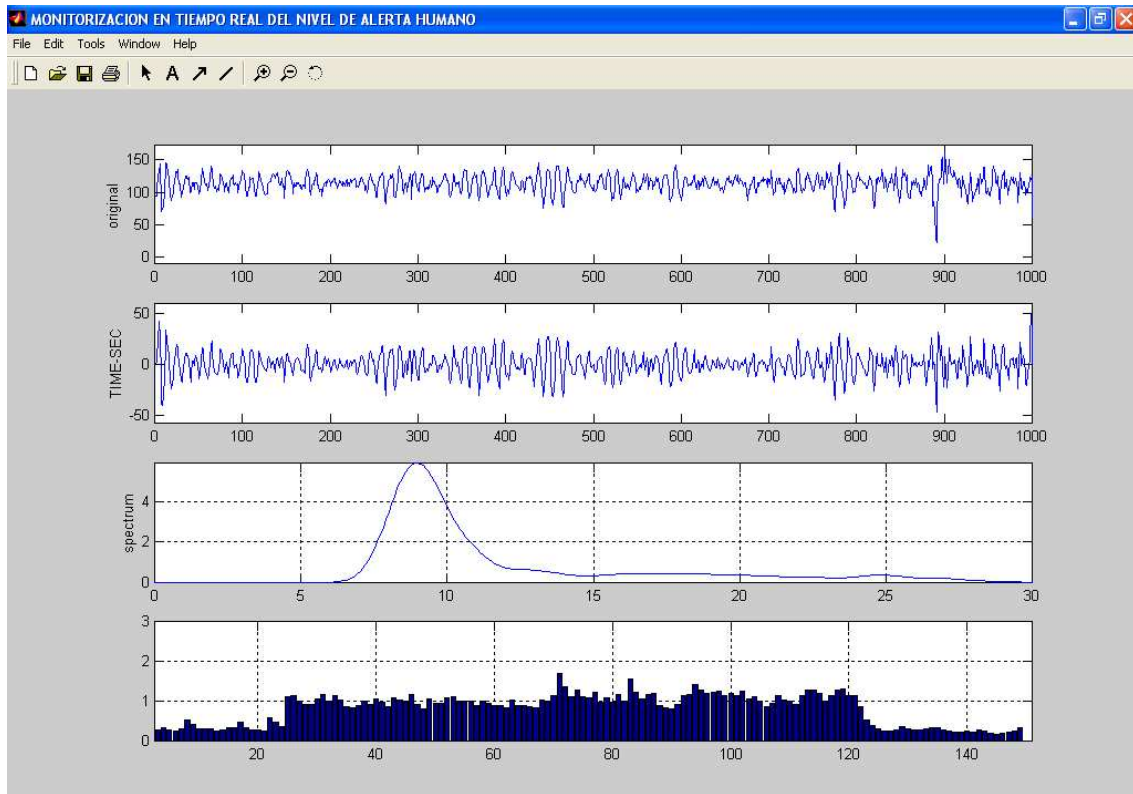 MONITORIZACION EN TIEMPO REAL DEL NIVEL DE ALERTA HUMANO
File Edit Tools Window Help
A
original
150
100
50
0
0 100 200 300 400 500 600 700 800 900 1000
TIME-SEC
50
0
-50
0 100 200 300 400 500 600 700 800 900 1000
spectrum
4
2
0
0 5 10 15 20 25 30
3
2
1
0
20 40 60 80 100 120 140